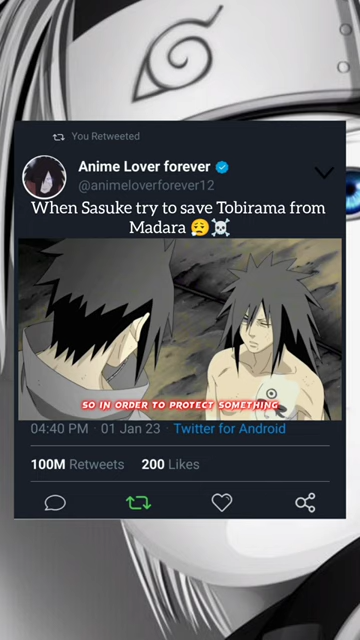 You Retweeted
Anime Lover forever
@animeloverforever12
When Sasuke try to save Tobirama from
Madara 😮‍💨☠️
SO IN ORDER TO PROTECT SOMETHING
04:40 PM · 01 Jan 23 · Twitter for Android
100M Retweets 200 Likes